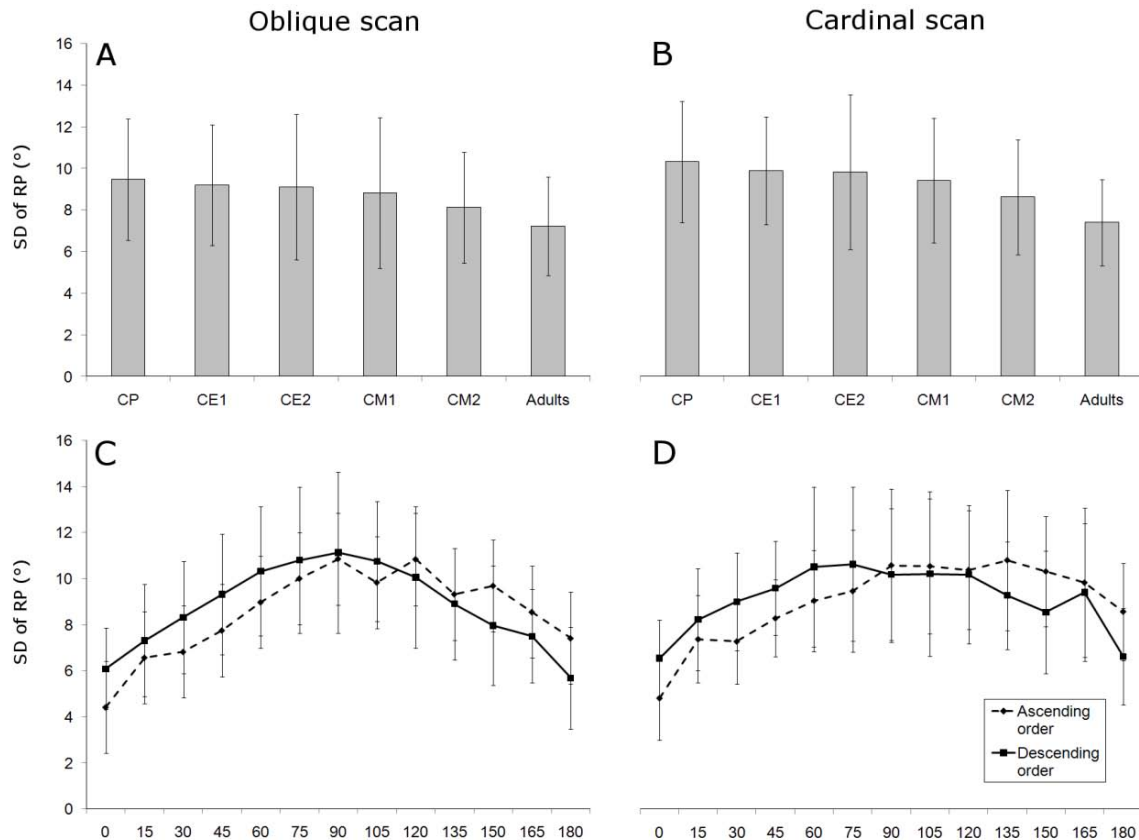 Oblique scan
Cardinal scan
A
SD of RP (°)
16
14
12
10
8
6
4
2
0
CP CE1 CE2 CM1 CM2 Adults
B
CP CE1 CE2 CM1 CM2 Adults
C
SD of RP (°)
16
14
12
10
8
6
4
2
0
0 15 30 45 60 75 90 105 120 135 150 165 180
D
Ascending
order
Descending
order
0 15 30 45 60 75 90 105 120 135 150 165 180